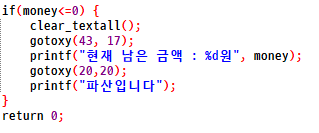 if(money<=0) {
    clear_textall();
    gotoxy(43, 17);
    printf("현재 남은 금액 : %d원", money);
    gotoxy(20,20);
    printf("파산입니다");
}
return 0;